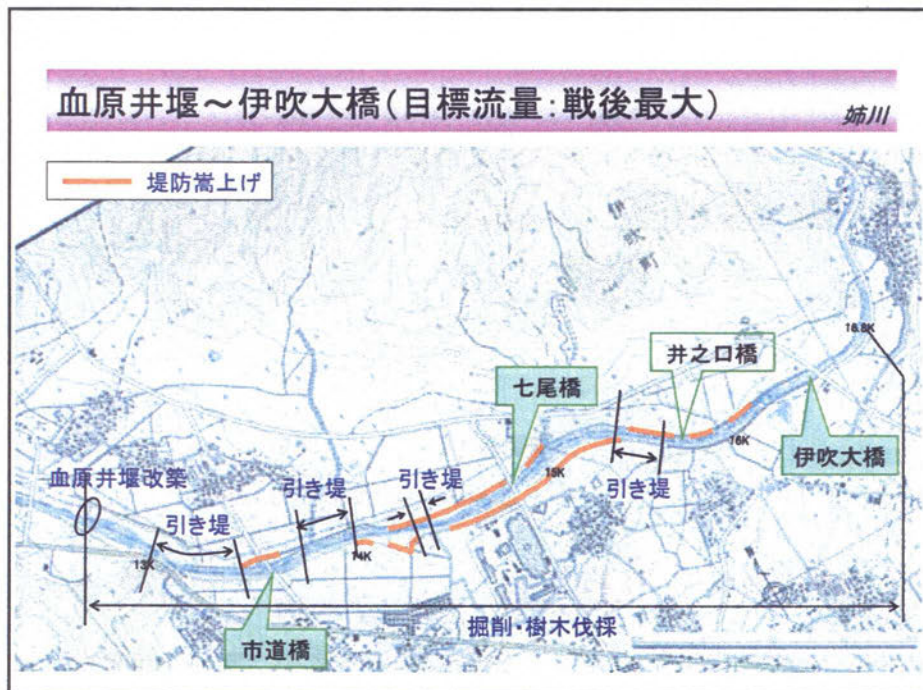 血原井堰～伊吹大橋(目標流量:戦後最大)
姉川
堤防嵩上げ
伊
吹
町
16.8K
井之口橋
七尾橋
16K
伊吹大橋
15K
血原井堰改築
引き堤
引き堤
引き堤
引き堤
14K
13K
掘削・樹木伐採
市道橋